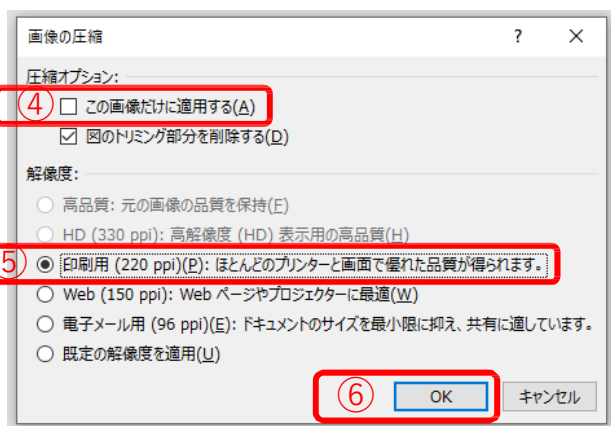 画像の圧縮 ? ×
圧縮オプション:
④ この画像だけに適用する(A)
図のトリミング部分を削除する(D)
解像度:
高品質: 元の画像の品質を保持(F)
HD (330 ppi): 高解像度 (HD) 表示用の高品質(H)
⑤ 印刷用 (220 ppi)(P): ほとんどのプリンターと画面で優れた品質が得られます。
Web (150 ppi): Web ページやプロジェクターに最適(W)
電子メール用 (96 ppi)(E): ドキュメントのサイズを最小限に抑え、共有に適しています。
既定の解像度を適用(U)
⑥ OK キャンセル